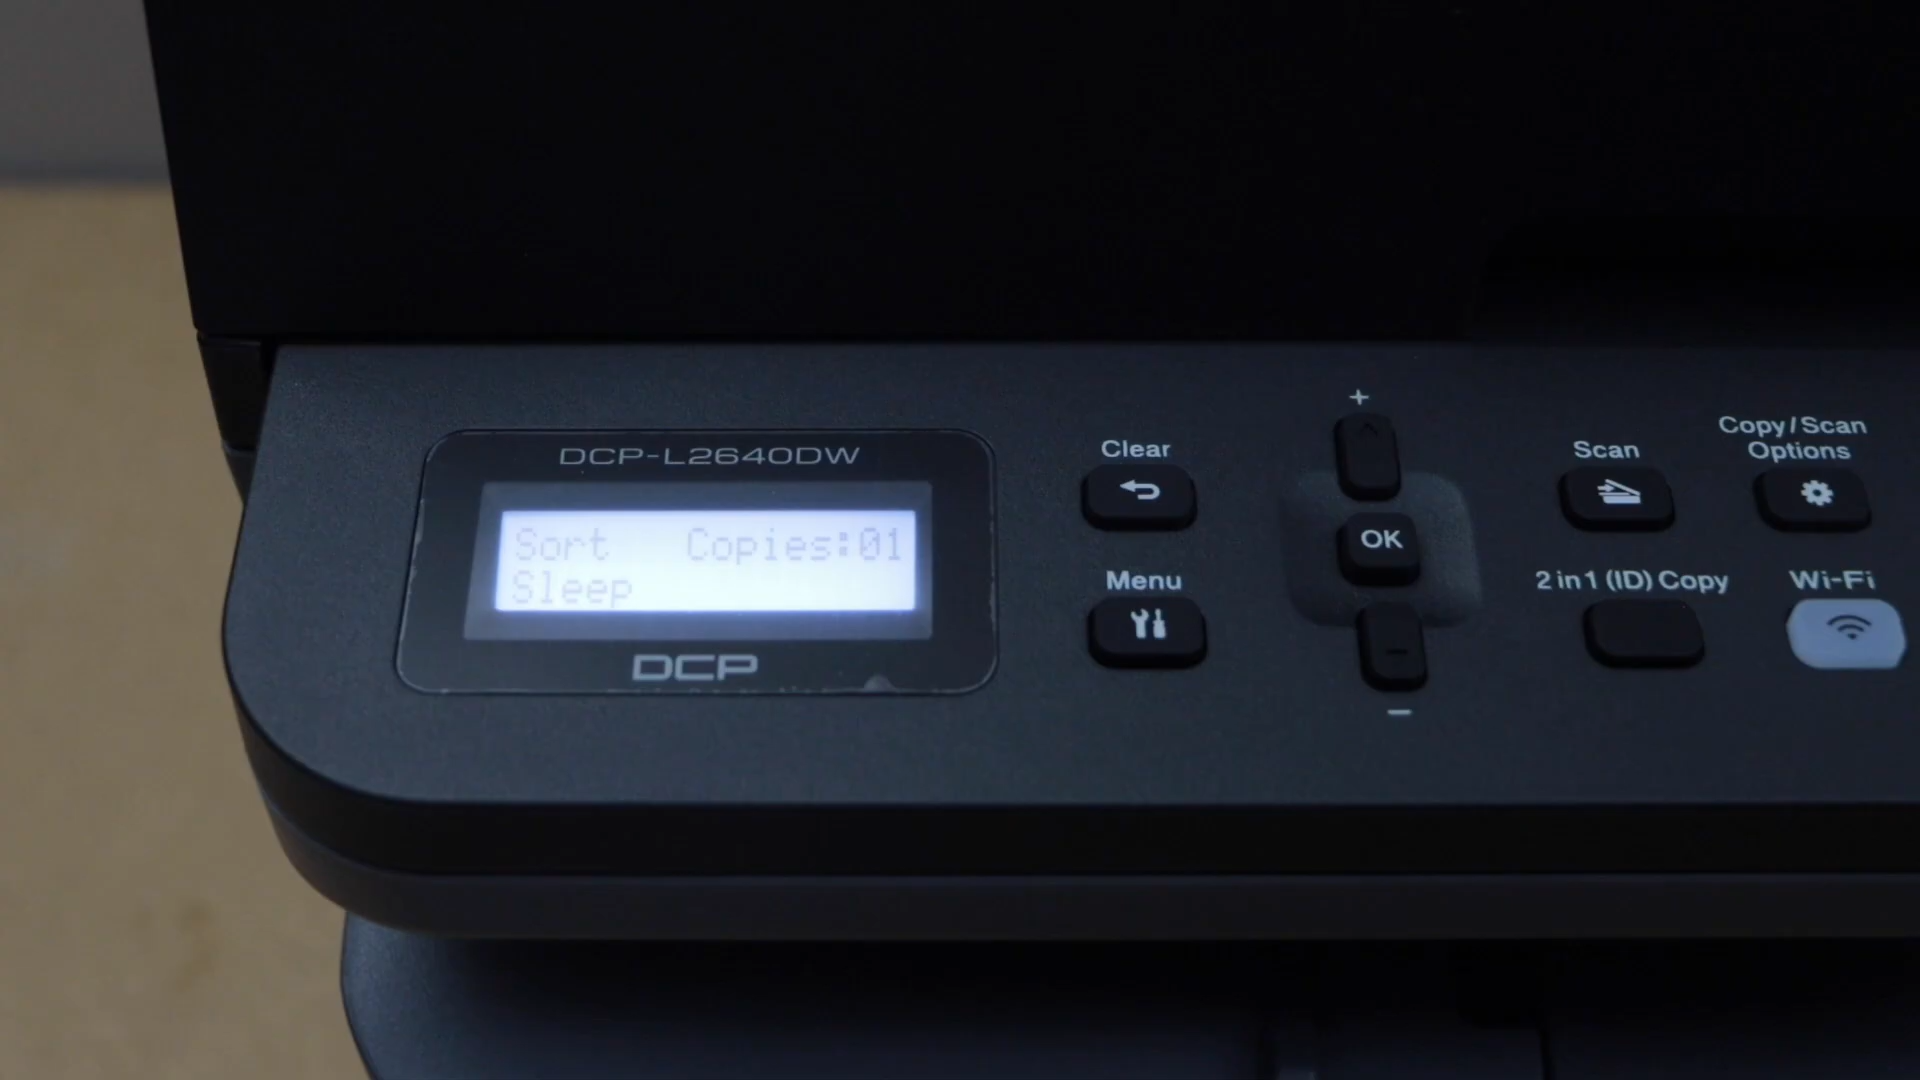 DCP-L2640DW
Sort Copies:01
Sleep
DCP
Clear
Menu
+
OK
-
Scan
Copy/Scan
Options
2 in 1 (ID) Copy
Wi-Fi